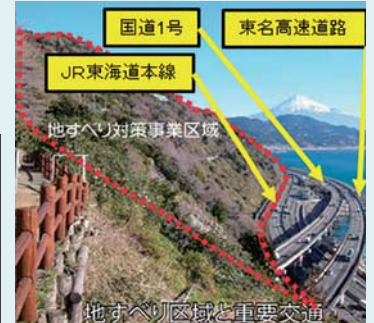 国道1号
東名高速道路
JR東海道本線
地すべり対策事業区域
地すべり区域と重要交通